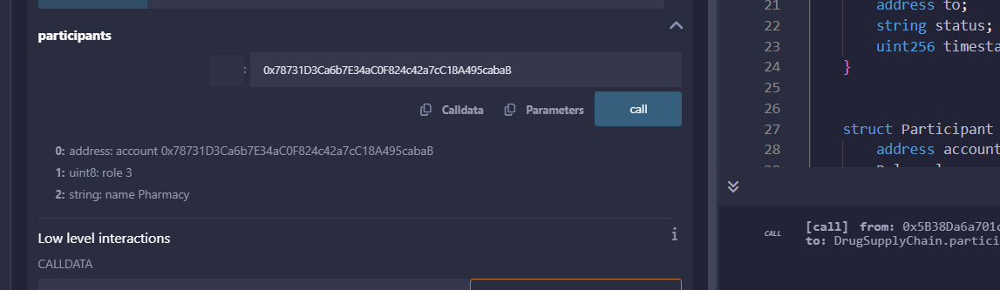 participants
: 0x78731D3Ca6b7E34aC0F824c42a7cC18A495cabaB
Calldata Parameters call
0: address: account 0x78731D3Ca6b7E34aC0F824c42a7cC18A495cabaB
1: uint8: role 3
2: string: name Pharmacy
Low level interactions
i
CALLDATA
21 address to;
22 string status;
23 uint256 timesta
24 }
25
26
27 struct Participant
28 address account
CALL [call] from: 0x5B38Da6a701c
to: DrugSupplyChain.partici